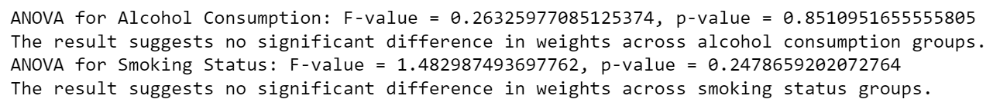 ANOVA for Alcohol Consumption: F-value = 0.26325977085125374, p-value = 0.8510951655555805
The result suggests no significant difference in weights across alcohol consumption groups.
ANOVA for Smoking Status: F-value = 1.482987493697762, p-value = 0.2478659202072764
The result suggests no significant difference in weights across smoking status groups.